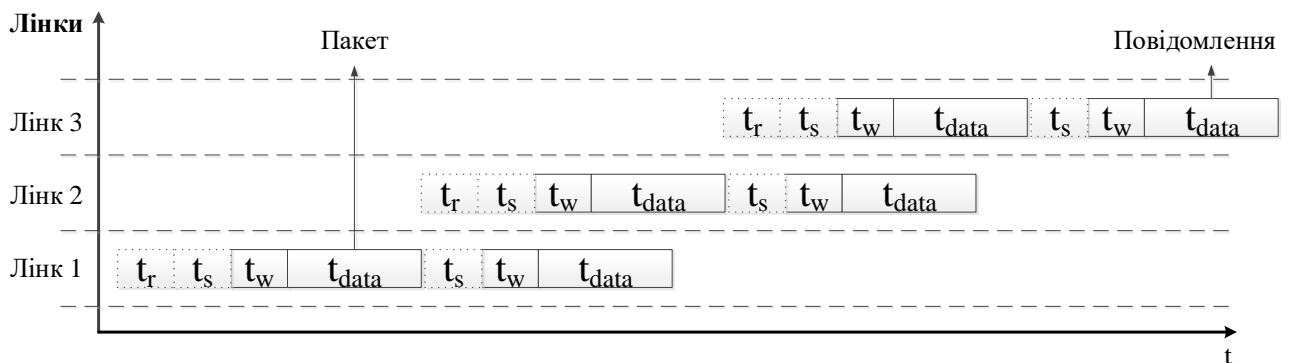 Лінки
Пакет
Повідомлення
Лінк 3
t_r t_s t_w t_data t_s t_w t_data
Лінк 2
t_r t_s t_w t_data t_s t_w t_data
Лінк 1
t_r t_s t_w t_data t_s t_w t_data
t